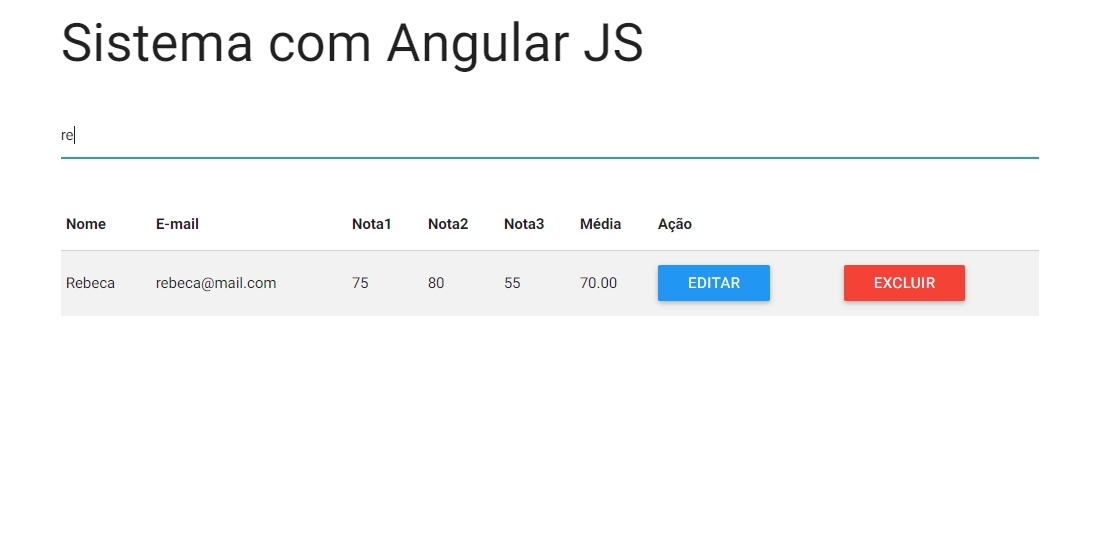 Sistema com Angular JS
re
Nome E-mail Nota1 Nota2 Nota3 Média Ação
Rebeca rebeca@mail.com 75 80 55 70.00 EDITAR EXCLUIR